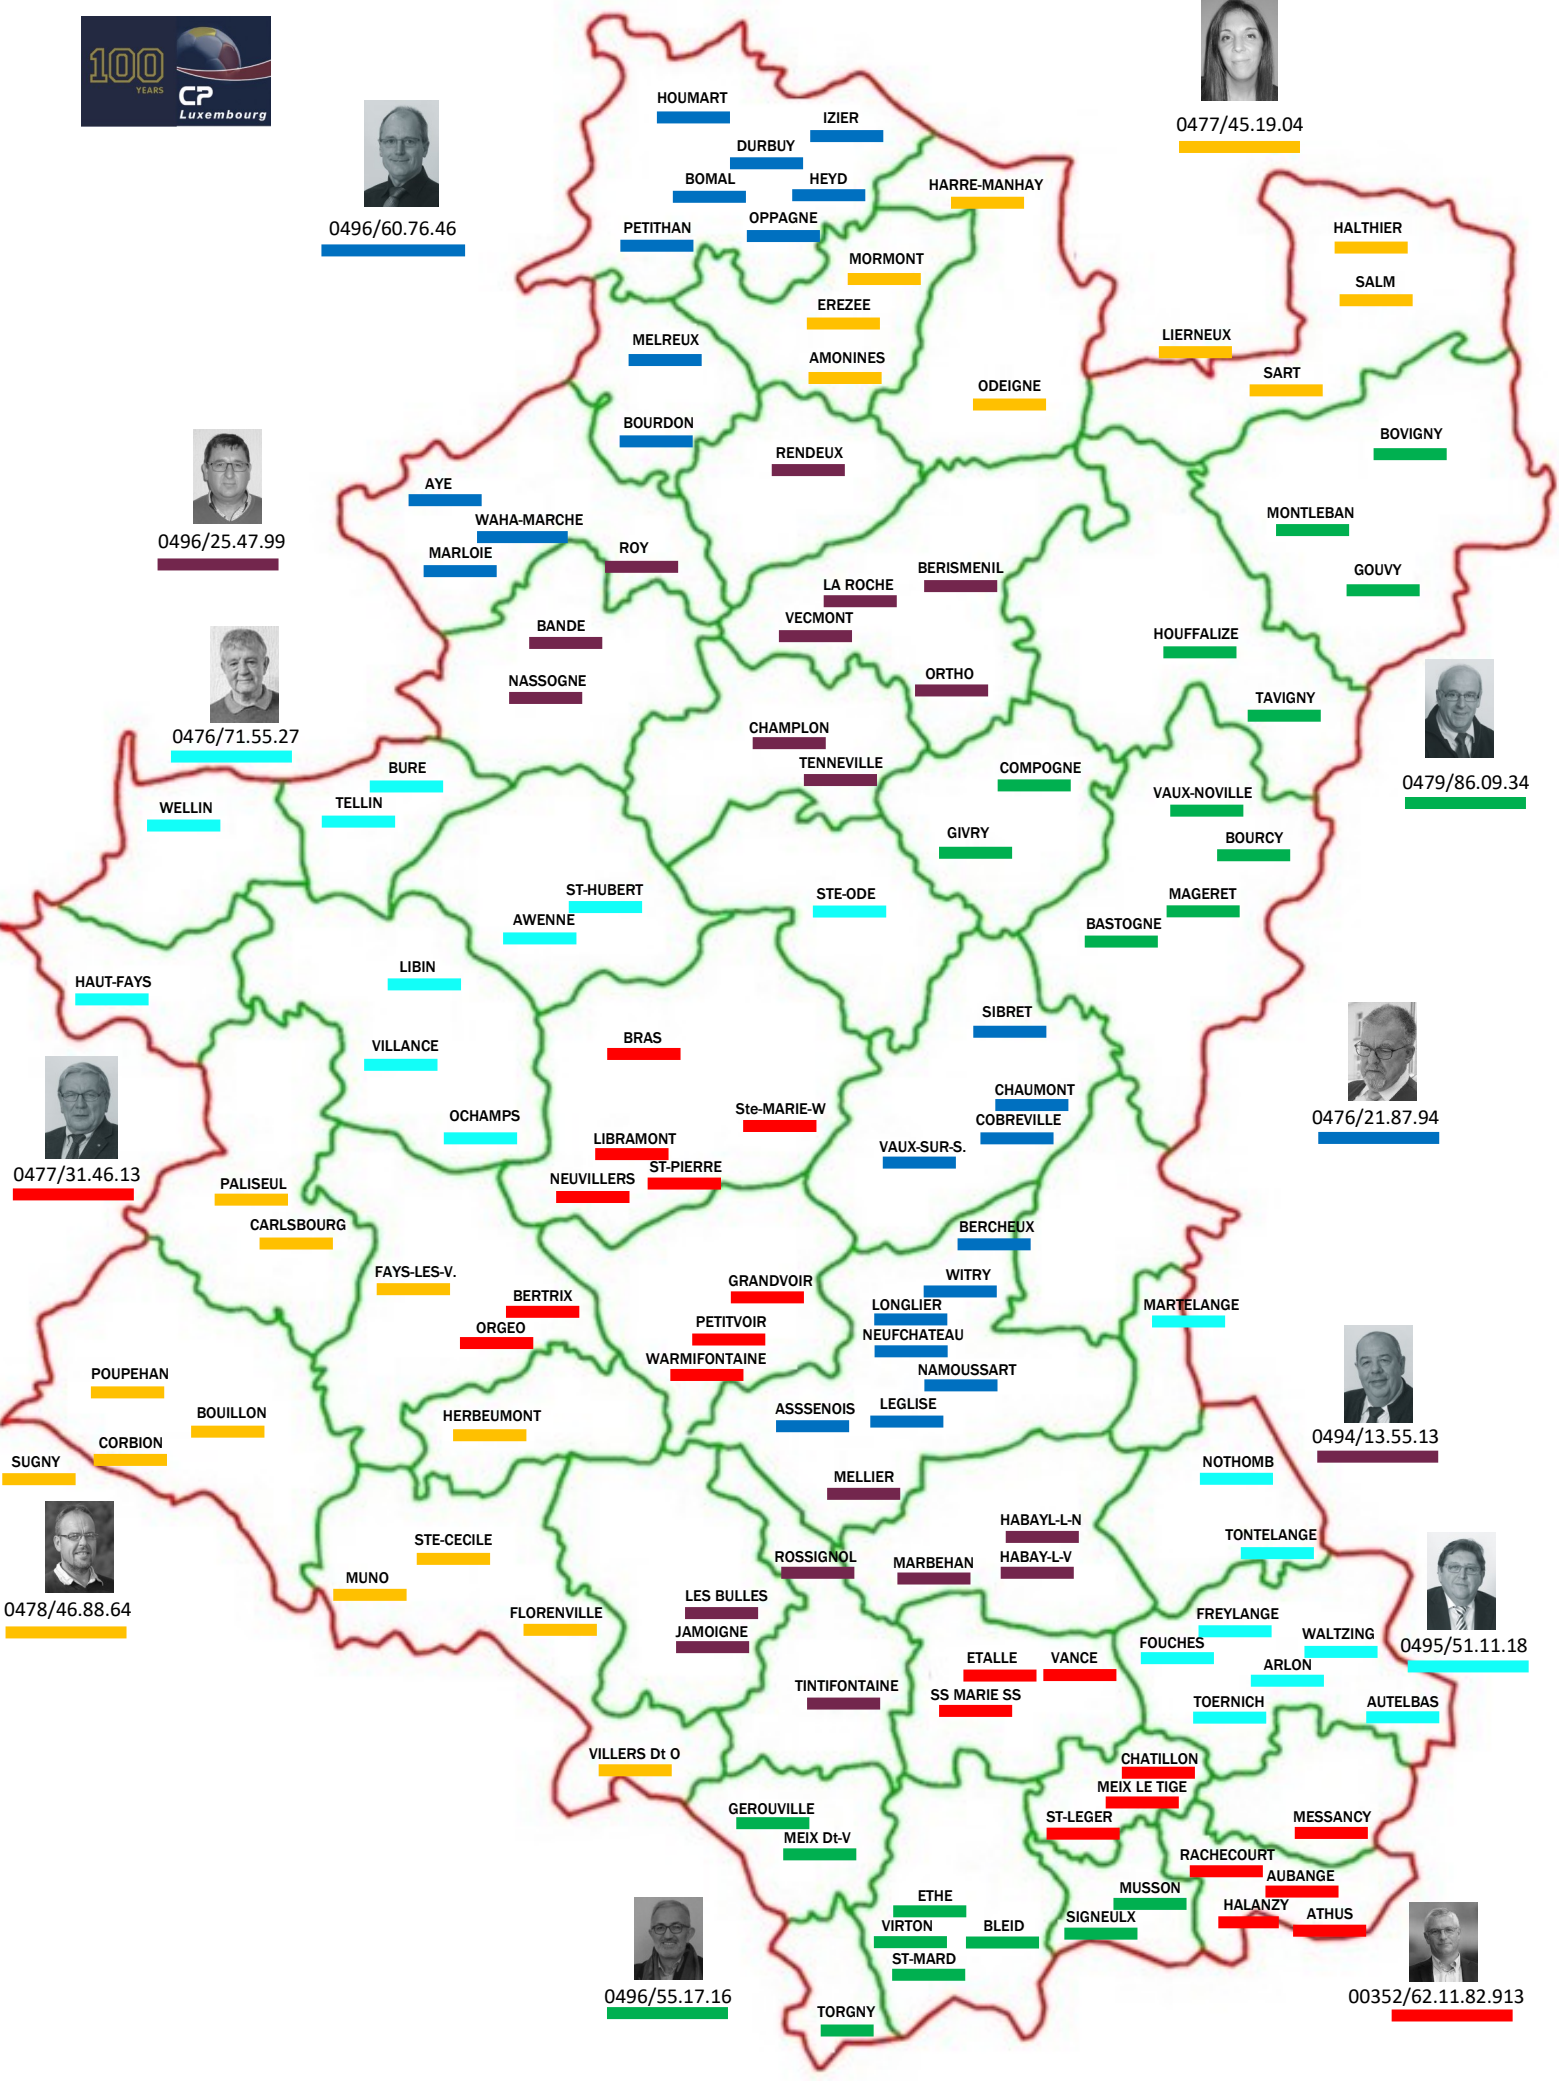 100
YEARS
CP
Luxembourg
0477/45.19.04
0496/60.76.46
HOUMART
IZIER
DURBUY
BOMAL
HEYD
HARRE-MANHAY
PETITHAN
OPPAGNE
HALTHIER
MORMONT
SALM
EREZEE
MELREUX
LIERNEUX
AMONINES
SART
ODEIGNE
BOURDON
BOVIGNY
RENDEUX
AYE
0496/25.47.99
WAHA-MARCHE
MONTLEBAN
MARLOIE
ROY
BERISMENIL
GOUVY
LA ROCHE
VECMONT
BANDE
HOUFFALIZE
NASSOGNE
ORTHO
TAVIGNY
0476/71.55.27
CHAMPLON
TENNEVILLE
BURE
COMPOGNE
0479/86.09.34
WELLIN
TELLIN
VAUX-NOVILLE
GIVRY
BOURCY
ST-HUBERT
STE-ODE
MAGERET
AWENNE
BASTOGNE
HAUT-FAYS
LIBIN
SIBRET
VILLANCE
BRAS
CHAUMONT
0476/21.87.94
OCHAMPS
Ste-MARIE-W
COBREVILLE
LIBRAMONT
VAUX-SUR-S.
0477/31.46.13
NEUVILLERS
ST-PIERRE
PALISEUL
CARLSBOURG
BERCHEUX
FAYS-LES-V.
GRANDVOIR
WITRY
BERTRIX
LONGLIER
MARTELANGE
ORGEO
PETITVOIR
NEUFCHATEAU
WARMIFONTAINE
NAMOUSSART
POUPEHAN
BOUILLON
HERBEUMONT
ASSSENOIS
LEGLISE
CORBION
0494/13.55.13
SUGNY
MELLIER
NOTHOMB
HABAYL-L-N
STE-CECILE
TONTELANGE
ROSSIGNOL
MARBEHAN
HABAY-L-V
MUNO
0478/46.88.64
LES BULLES
FLORENVILLE
FREYLANGE
JAMOIGNE
WALTZING
FOUCHES
0495/51.11.18
ETALLE
VANCE
ARLON
TINTIFONTAINE
SS MARIE SS
TOERNICH
AUTELBAS
VILLERS Dt O
CHATILLON
MEIX LE TIGE
GEROUVILLE
ST-LEGER
MESSANCY
MEIX Dt-V
RACHECOURT
AUBANGE
ETHE
MUSSON
HALANZY
ATHUS
VIRTON
BLEID
SIGNEULX
ST-MARD
0496/55.17.16
00352/62.11.82.913
TORGNY